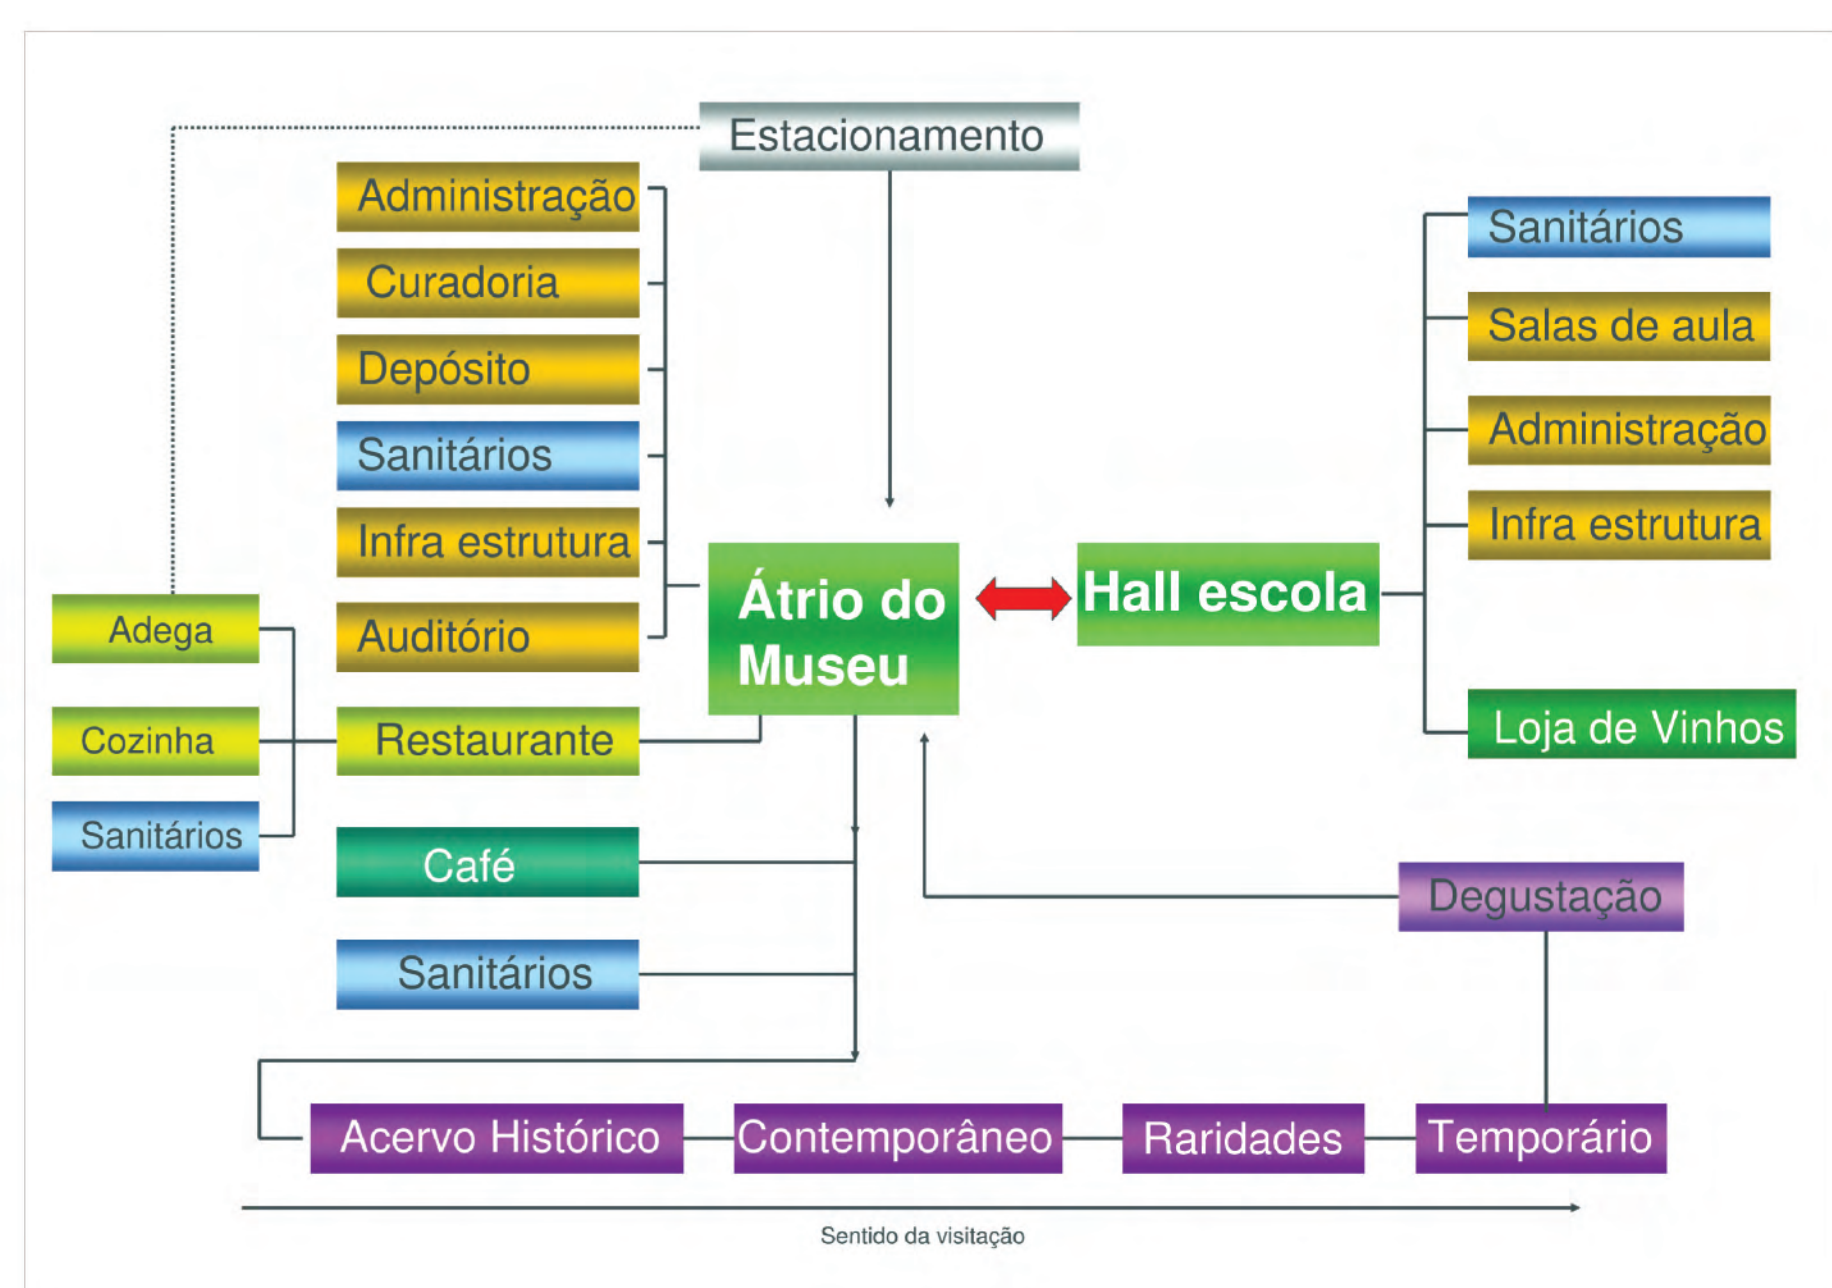 Estacionamento
Administração
Curadoria
Depósito
Sanitários
Infra estrutura
Auditório
Adega
Cozinha
Sanitários
Restaurante
Café
Sanitários
Átrio do
Museu
Hall escola
Sanitários
Salas de aula
Administração
Infra estrutura
Loja de Vinhos
Degustação
Acervo Histórico
Contemporâneo
Raridades
Temporário
Sentido da visitação